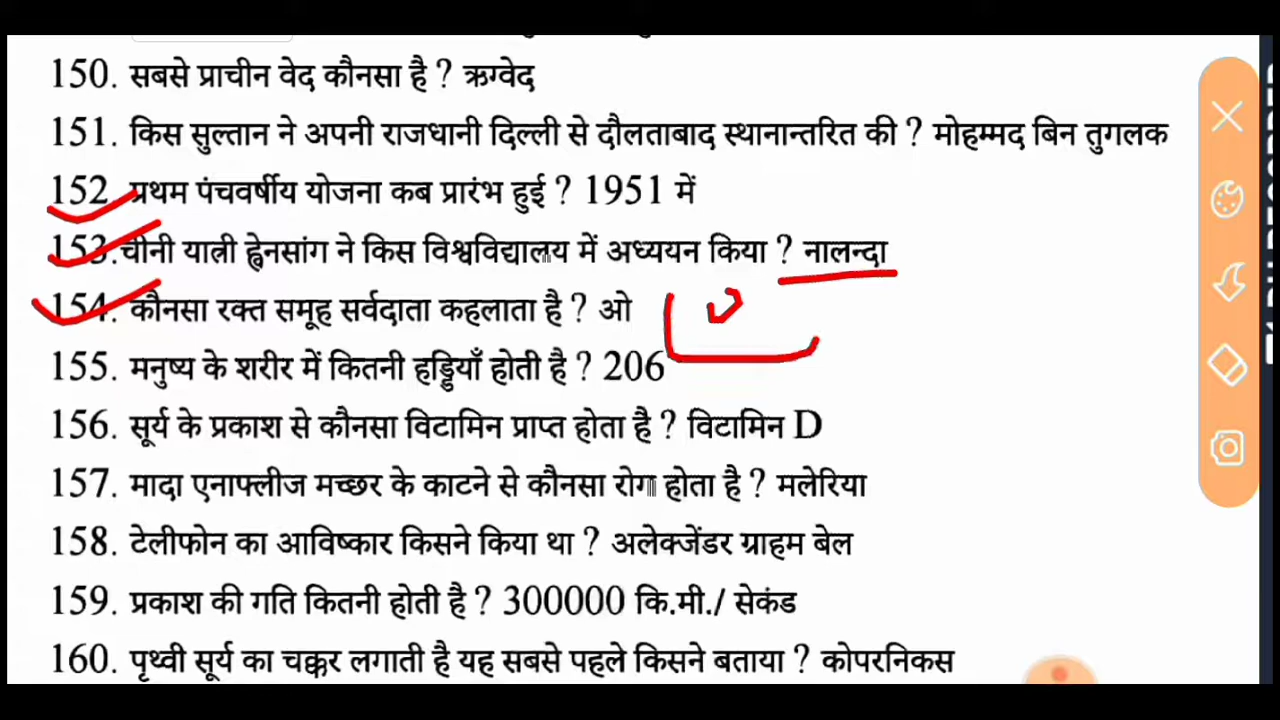 150. सबसे प्राचीन वेद कौनसा है ? ऋग्वेद
151. किस सुल्तान ने अपनी राजधानी दिल्ली से दौलताबाद स्थानान्तरित की ? मोहम्मद बिन तुगलक
152. प्रथम पंचवर्षीय योजना कब प्रारंभ हुई ? 1951 में
153.चीनी यात्री ह्वेनसांग ने किस विश्वविद्यालय में अध्ययन किया ? नालन्दा
154. कौनसा रक्त समूह सर्वदाता कहलाता है ? ओ
155. मनुष्य के शरीर में कितनी हड्डियाँ होती है ? 206
156. सूर्य के प्रकाश से कौनसा विटामिन प्राप्त होता है ? विटामिन D
157. मादा एनाफ्लीज मच्छर के काटने से कौनसा रोग होता है ? मलेरिया
158. टेलीफोन का आविष्कार किसने किया था ? अलेक्जेंडर ग्राहम बेल
159. प्रकाश की गति कितनी होती है ? 300000 कि.मी./ सेकंड
160. पृथ्वी सूर्य का चक्कर लगाती है यह सबसे पहले किसने बताया ? कोपरनिकस